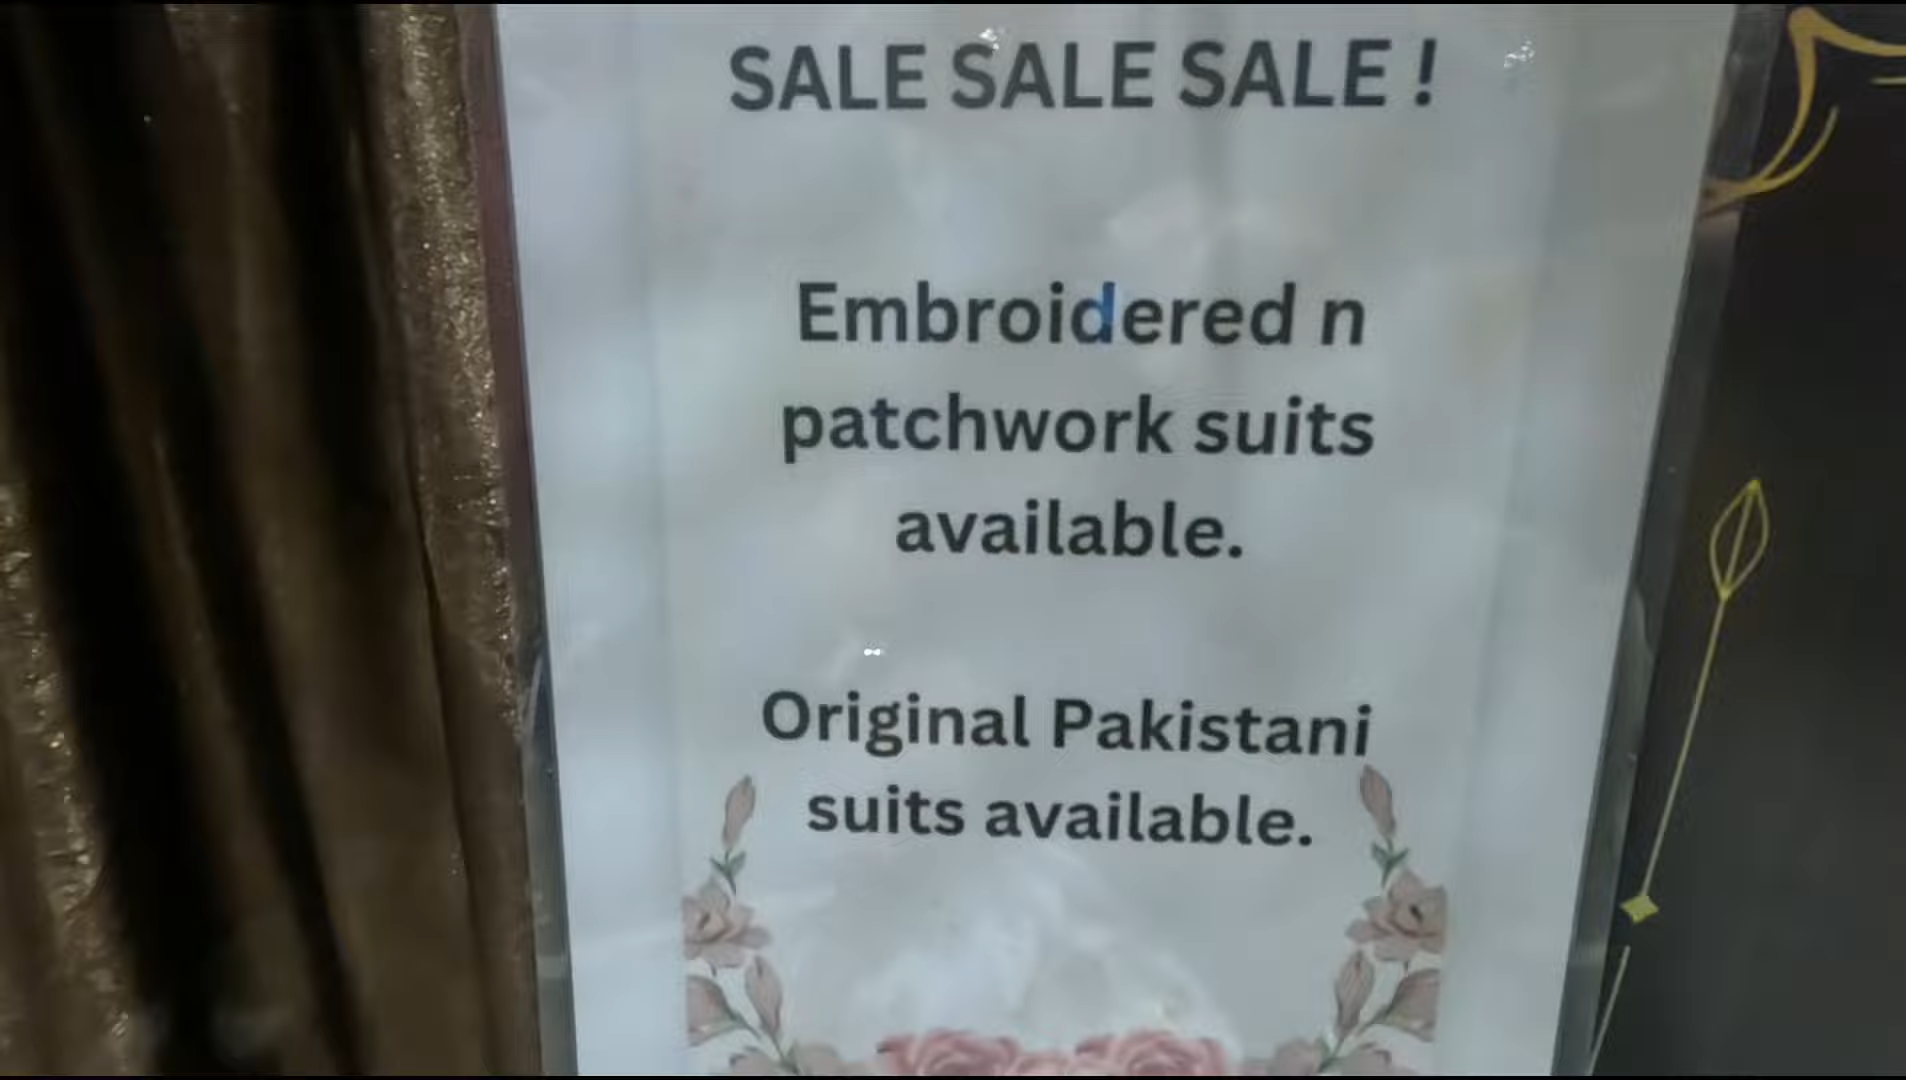 SALE SALE SALE !
Embroidered n
patchwork suits
available.
Original Pakistani
suits available.